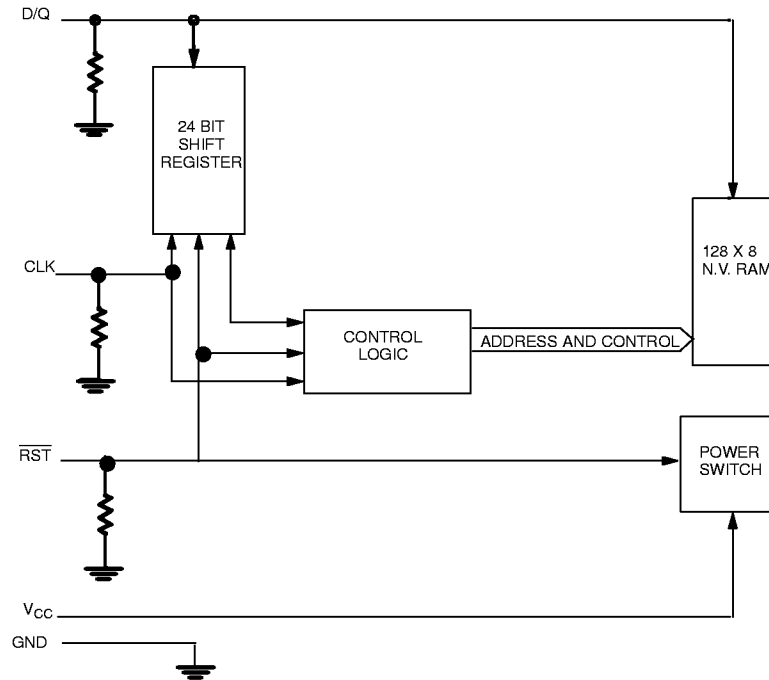 D/Q
24 BIT
SHIFT
REGISTER
CLK
128 X 8
N.V. RAM
CONTROL
LOGIC
ADDRESS AND CONTROL
RST
POWER
SWITCH
VCC
GND